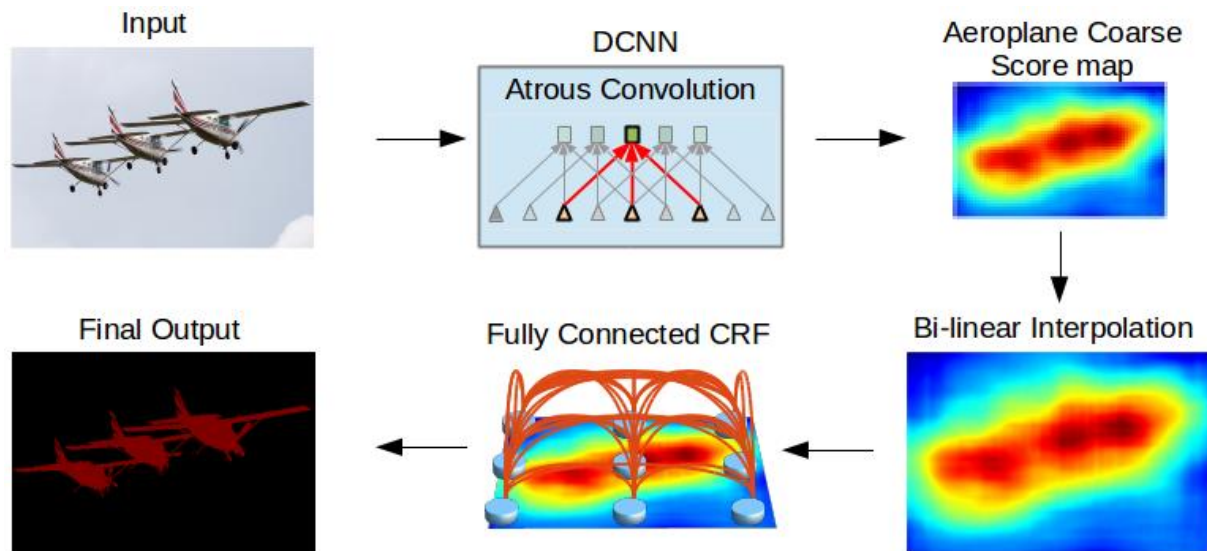 Input
DCNN
Atrous Convolution
Aeroplane Coarse
Score map
Bi-linear Interpolation
Fully Connected CRF
Final Output